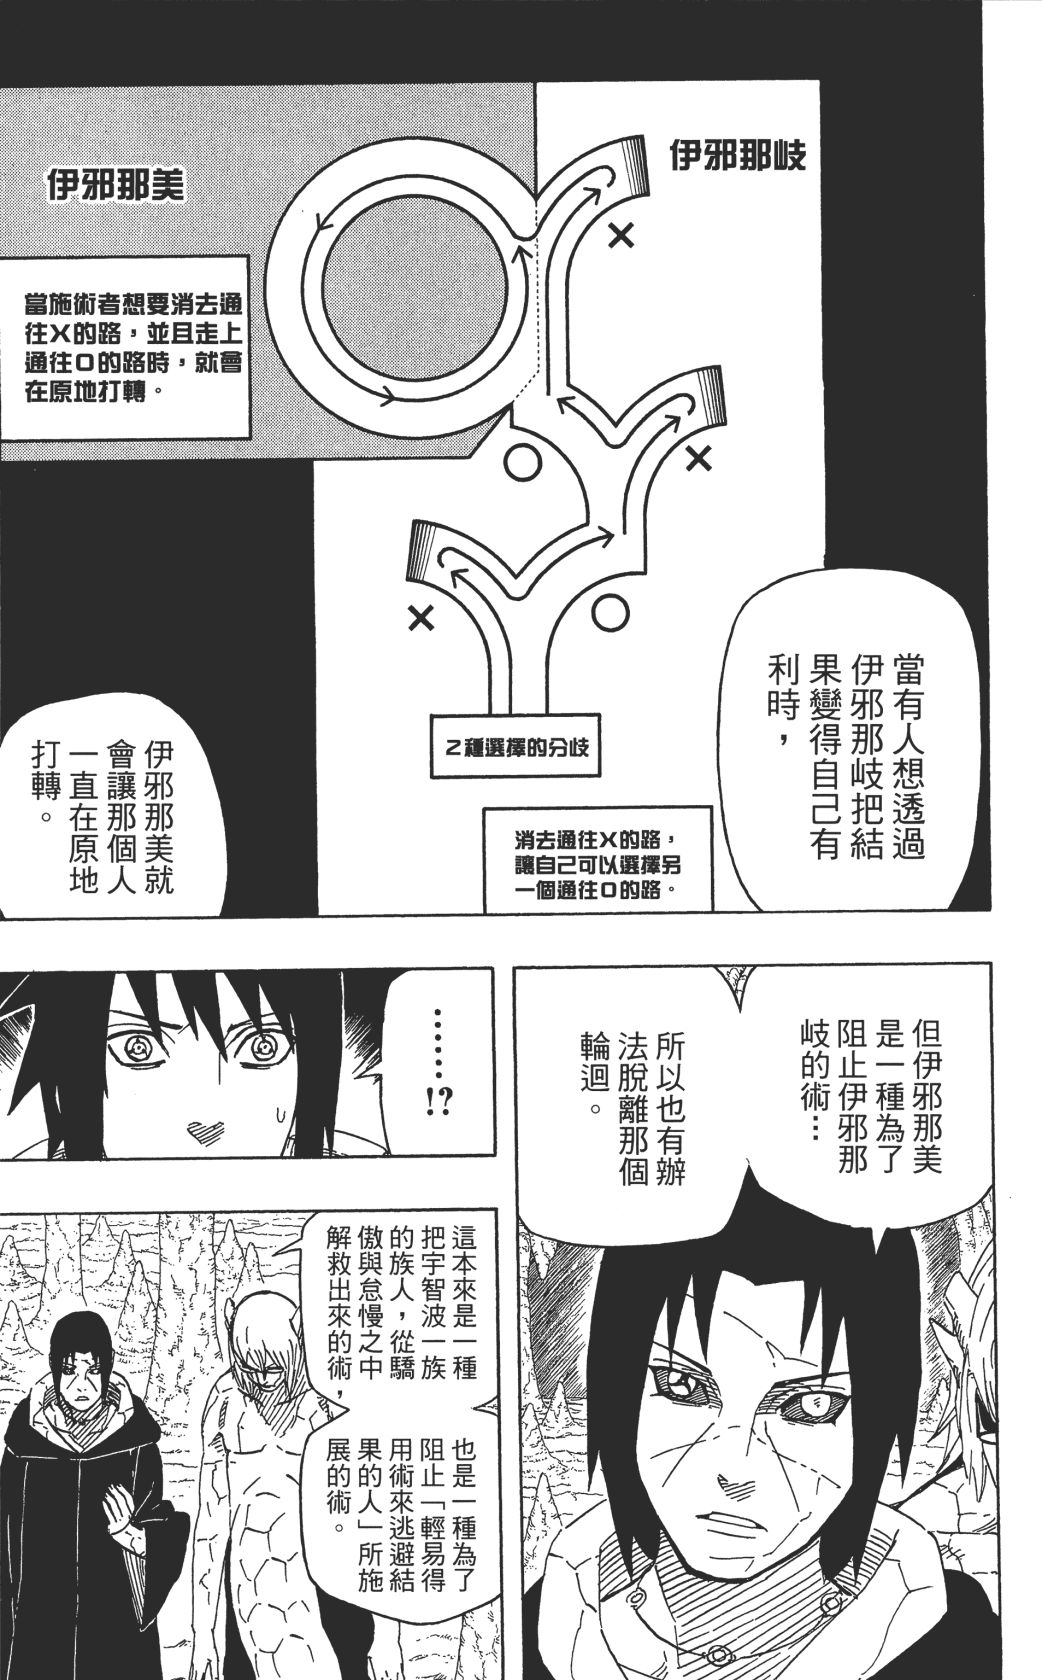 伊邪那岐
伊邪那美
當施術者想要消去通
往X的路，並且走上
通往O的路時，就會
在原地打轉。
2種選擇的分歧
消去通往X的路，
讓自己可以選擇另
一個通往O的路。
當有人想透過
伊邪那岐把結
果變得自己有
利時，
伊邪那美就
會讓那個人
一直在原地
打轉。
但伊邪那美
是一種為了
阻止伊邪那
岐的術…
所以也有辦
法脫離那個
輪迴。
……!?
這本來是一種
把宇智波一族
的族人，從驕
傲與怠慢之中
解救出來的術，
也是一種為了
阻止「輕易得
用術來逃避結
果的人」所施
展的術。